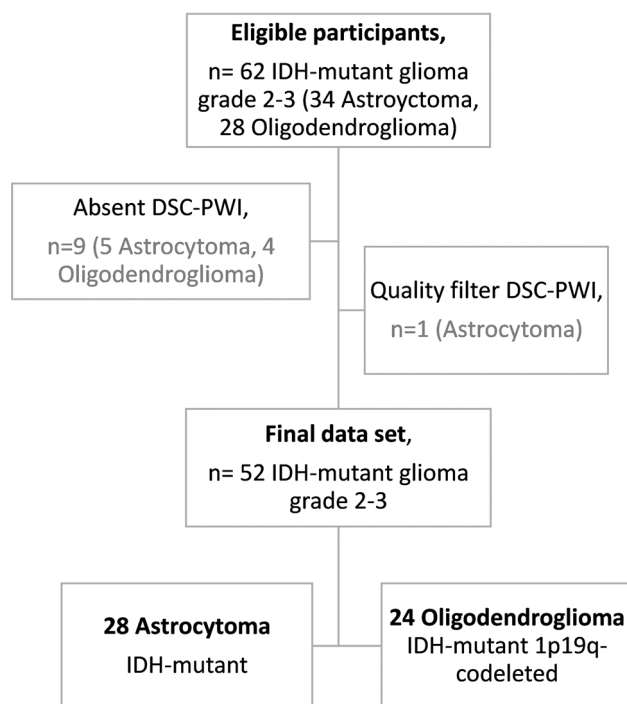 Eligible participants,
n= 62 IDH-mutant glioma
grade 2-3 (34 Astroyctoma,
28 Oligodendroglioma)
Absent DSC-PWI,
n=9 (5 Astrocytoma, 4
Oligodendroglioma)
Quality filter DSC-PWI,
n=1 (Astrocytoma)
Final data set,
n= 52 IDH-mutant glioma
grade 2-3
28 Astrocytoma
IDH-mutant
24 Oligodendroglioma
IDH-mutant 1p19q-
codeleted